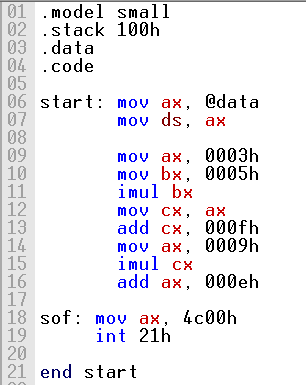 01 .model small
02 .stack 100h
03 .data
04 .code
05
06 start: mov ax, @data
07 mov ds, ax
08
09 mov ax, 0003h
10 mov bx, 0005h
11 imul bx
12 mov cx, ax
13 add cx, 000fh
14 mov ax, 0009h
15 imul cx
16 add ax, 000eh
17
18 sof: mov ax, 4c00h
19 int 21h
20
21 end start